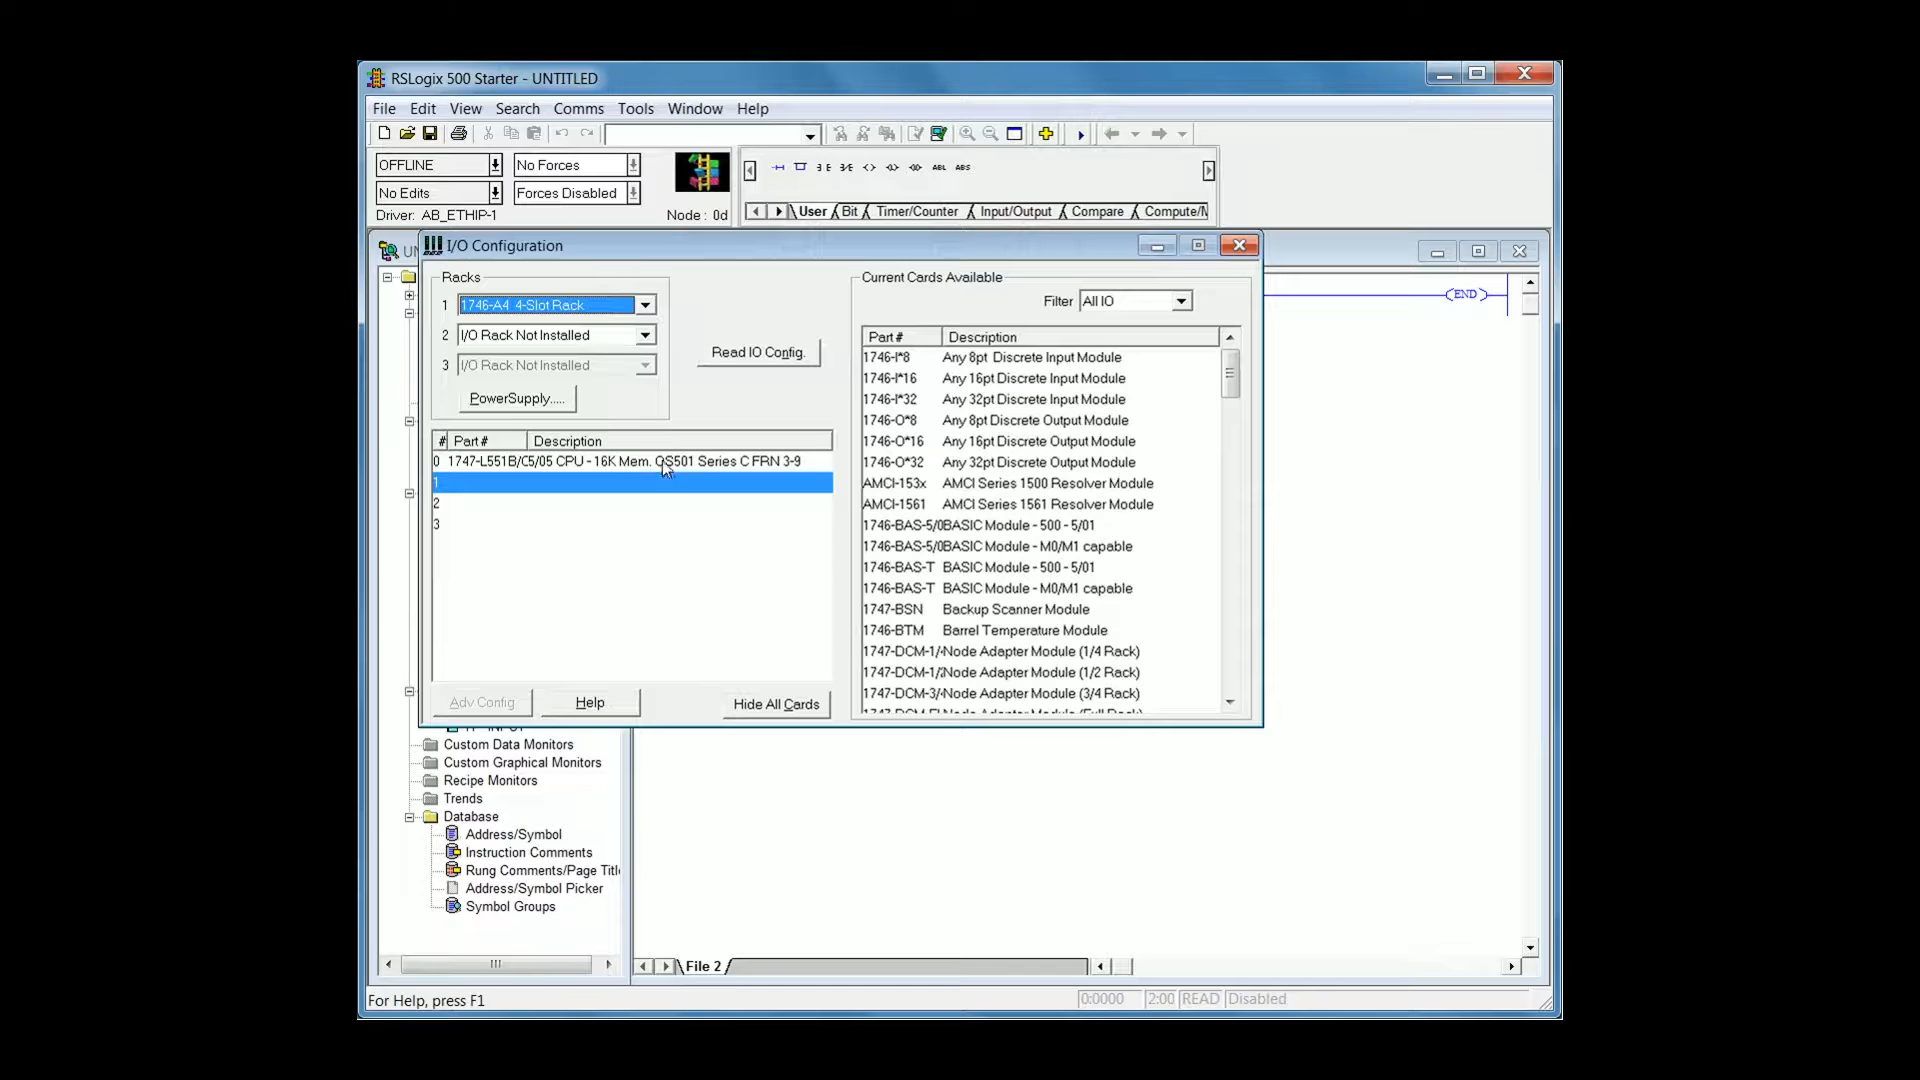 RSLogix 500 Starter - UNTITLED
File Edit View Search Comms Tools Window Help
OFFLINE No Forces
No Edits Forces Disabled
Driver: AB_ETHIP-1 Node : 0d
ABL ABS
User Bit Timer/Counter Input/Output Compare Compute/M
UN
I/O Configuration
Racks
1 1746-A4 4-Slot Rack
2 I/O Rack Not Installed
3 I/O Rack Not Installed
PowerSupply.....
Read IO Config.
# Part # Description
0 1747-L551B/C5/05 CPU - 16K Mem. OS501 Series C FRN 3-9
1
2
3
Adv Config Help Hide All Cards
Current Cards Available
Filter All IO
Part # Description
1746-I*8 Any 8pt Discrete Input Module
1746-I*16 Any 16pt Discrete Input Module
1746-I*32 Any 32pt Discrete Input Module
1746-O*8 Any 8pt Discrete Output Module
1746-O*16 Any 16pt Discrete Output Module
1746-O*32 Any 32pt Discrete Output Module
AMCI-153x AMCI Series 1500 Resolver Module
AMCI-1561 AMCI Series 1561 Resolver Module
1746-BAS-5/0BASIC Module - 500 - 5/01
1746-BAS-5/0BASIC Module - M0/M1 capable
1746-BAS-T BASIC Module - 500 - 5/01
1746-BAS-T BASIC Module - M0/M1 capable
1747-BSN Backup Scanner Module
1746-BTM Barrel Temperature Module
1747-DCM-1/4Node Adapter Module (1/4 Rack)
1747-DCM-1/2Node Adapter Module (1/2 Rack)
1747-DCM-3/4Node Adapter Module (3/4 Rack)
END
Custom Data Monitors
Custom Graphical Monitors
Recipe Monitors
Trends
Database
Address/Symbol
Instruction Comments
Rung Comments/Page Title
Address/Symbol Picker
Symbol Groups
File 2
For Help, press F1
0:0000 2:00 READ Disabled